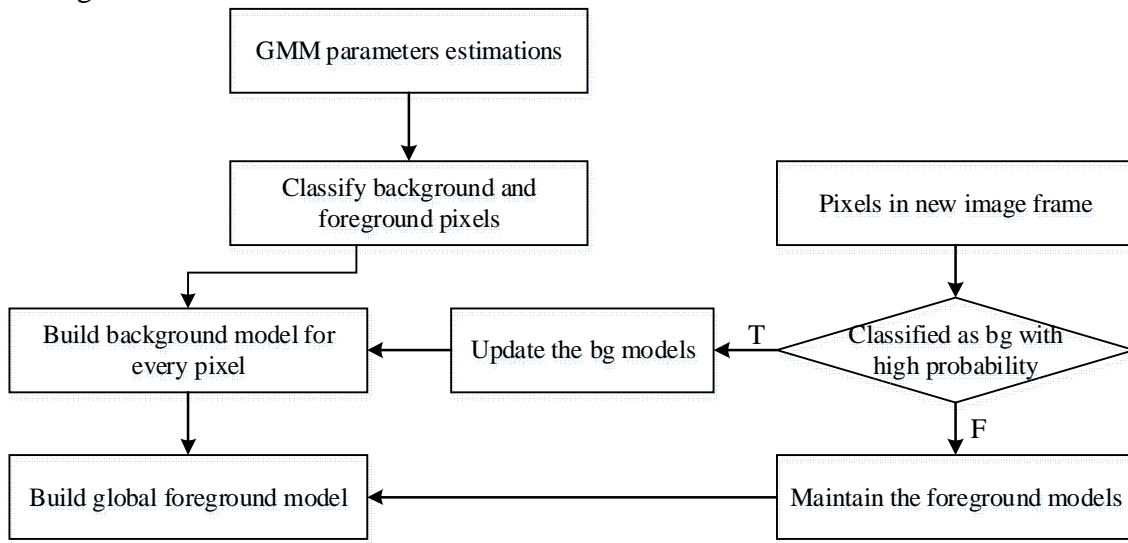 GMM parameters estimations
Classify background and
foreground pixels
Pixels in new image frame
Build background model for
every pixel
Update the bg models
T
Classified as bg with
high probability
F
Build global foreground model
Maintain the foreground models